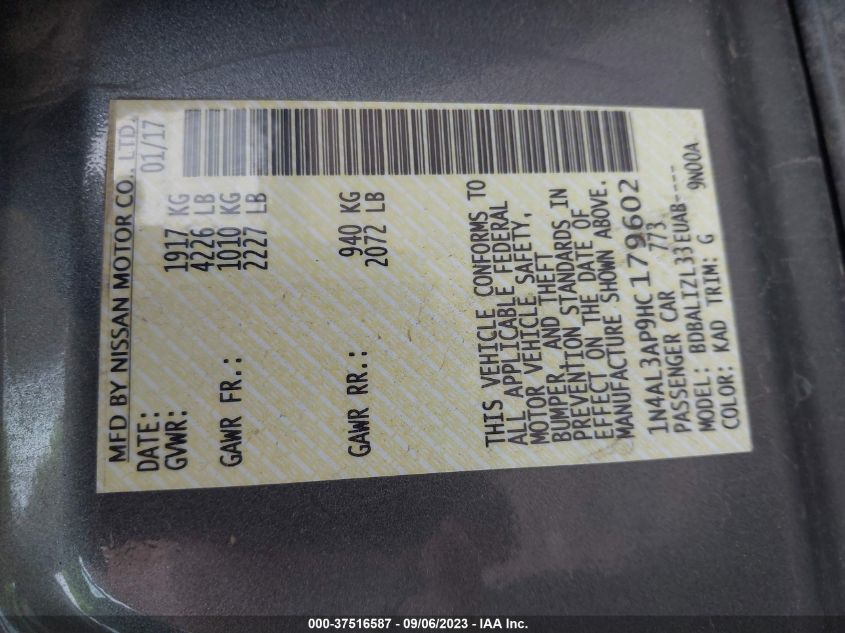 MFD BY NISSAN MOTOR CO., LTD.
DATE: 01/17
GVWR: 1917 KG
4226 LB
GAWR FR.: 1010 KG
2227 LB
GAWR RR.: 940 KG
2072 LB
THIS VEHICLE CONFORMS TO
ALL APPLICABLE FEDERAL
MOTOR VEHICLE SAFETY,
BUMPER, AND THEFT
PREVENTION STANDARDS IN
EFFECT ON THE DATE OF
MANUFACTURE SHOWN ABOVE.
1N4AL3AP9HC179602
PASSENGER CAR 773
MODEL: BDBALIZL33EUAB----
COLOR: KAD TRIM: G 9N00A
000-37516587 - 09/06/2023 - IAA Inc.